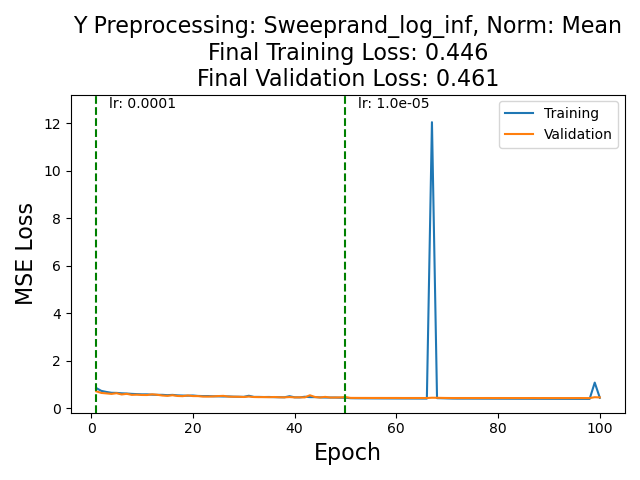 Y Preprocessing: Sweeprand_log_inf, Norm: Mean
Final Training Loss: 0.446
Final Validation Loss: 0.461
lr: 0.0001
lr: 1.0e-05
Training
Validation
MSE Loss
12
10
8
6
4
2
0
0
20
40
60
80
100
Epoch